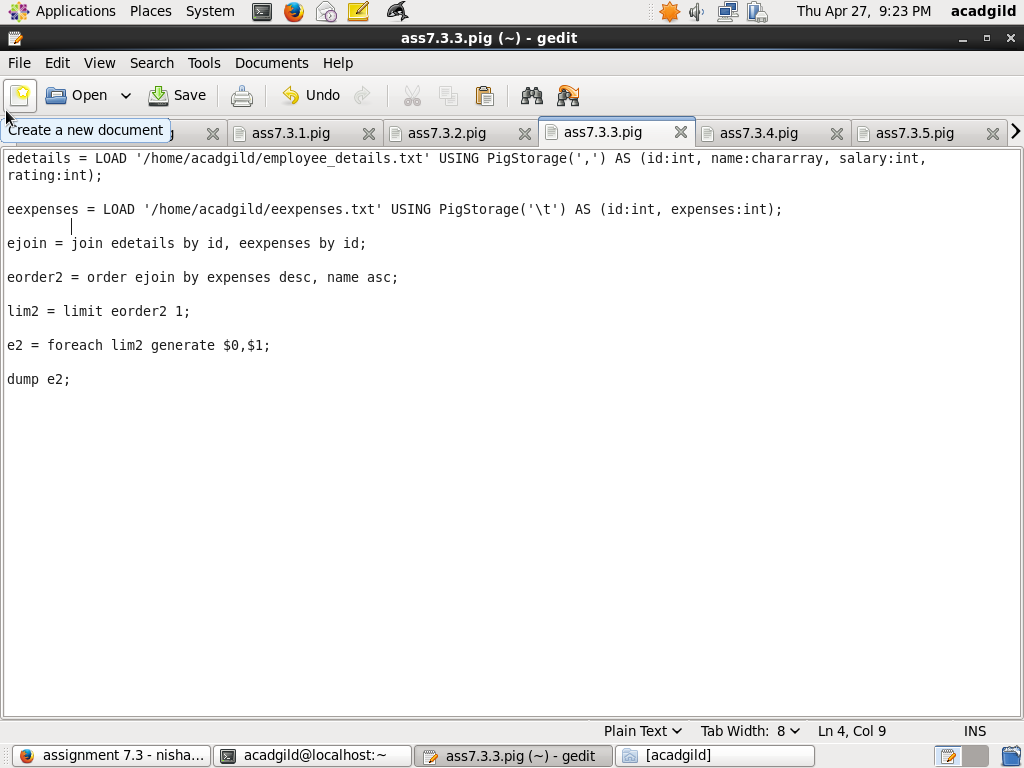 Applications Places System Thu Apr 27, 9:23 PM acadgild
ass7.3.3.pig (~) - gedit
File Edit View Search Tools Documents Help
Open Save Undo
Create a new document
ass7.3.1.pig ass7.3.2.pig ass7.3.3.pig ass7.3.4.pig ass7.3.5.pig
edetails = LOAD '/home/acadgild/employee_details.txt' USING PigStorage(',') AS (id:int, name:chararray, salary:int,
rating:int);
eexpenses = LOAD '/home/acadgild/eexpenses.txt' USING PigStorage('\t') AS (id:int, expenses:int);
ejoin = join edetails by id, eexpenses by id;
eorder2 = order ejoin by expenses desc, name asc;
lim2 = limit eorder2 1;
e2 = foreach lim2 generate $0,$1;
dump e2;
Plain Text Tab Width: 8 Ln 4, Col 9 INS
assignment 7.3 - nisha... acadgild@localhost:~ ass7.3.3.pig (~) - gedit [acadgild]